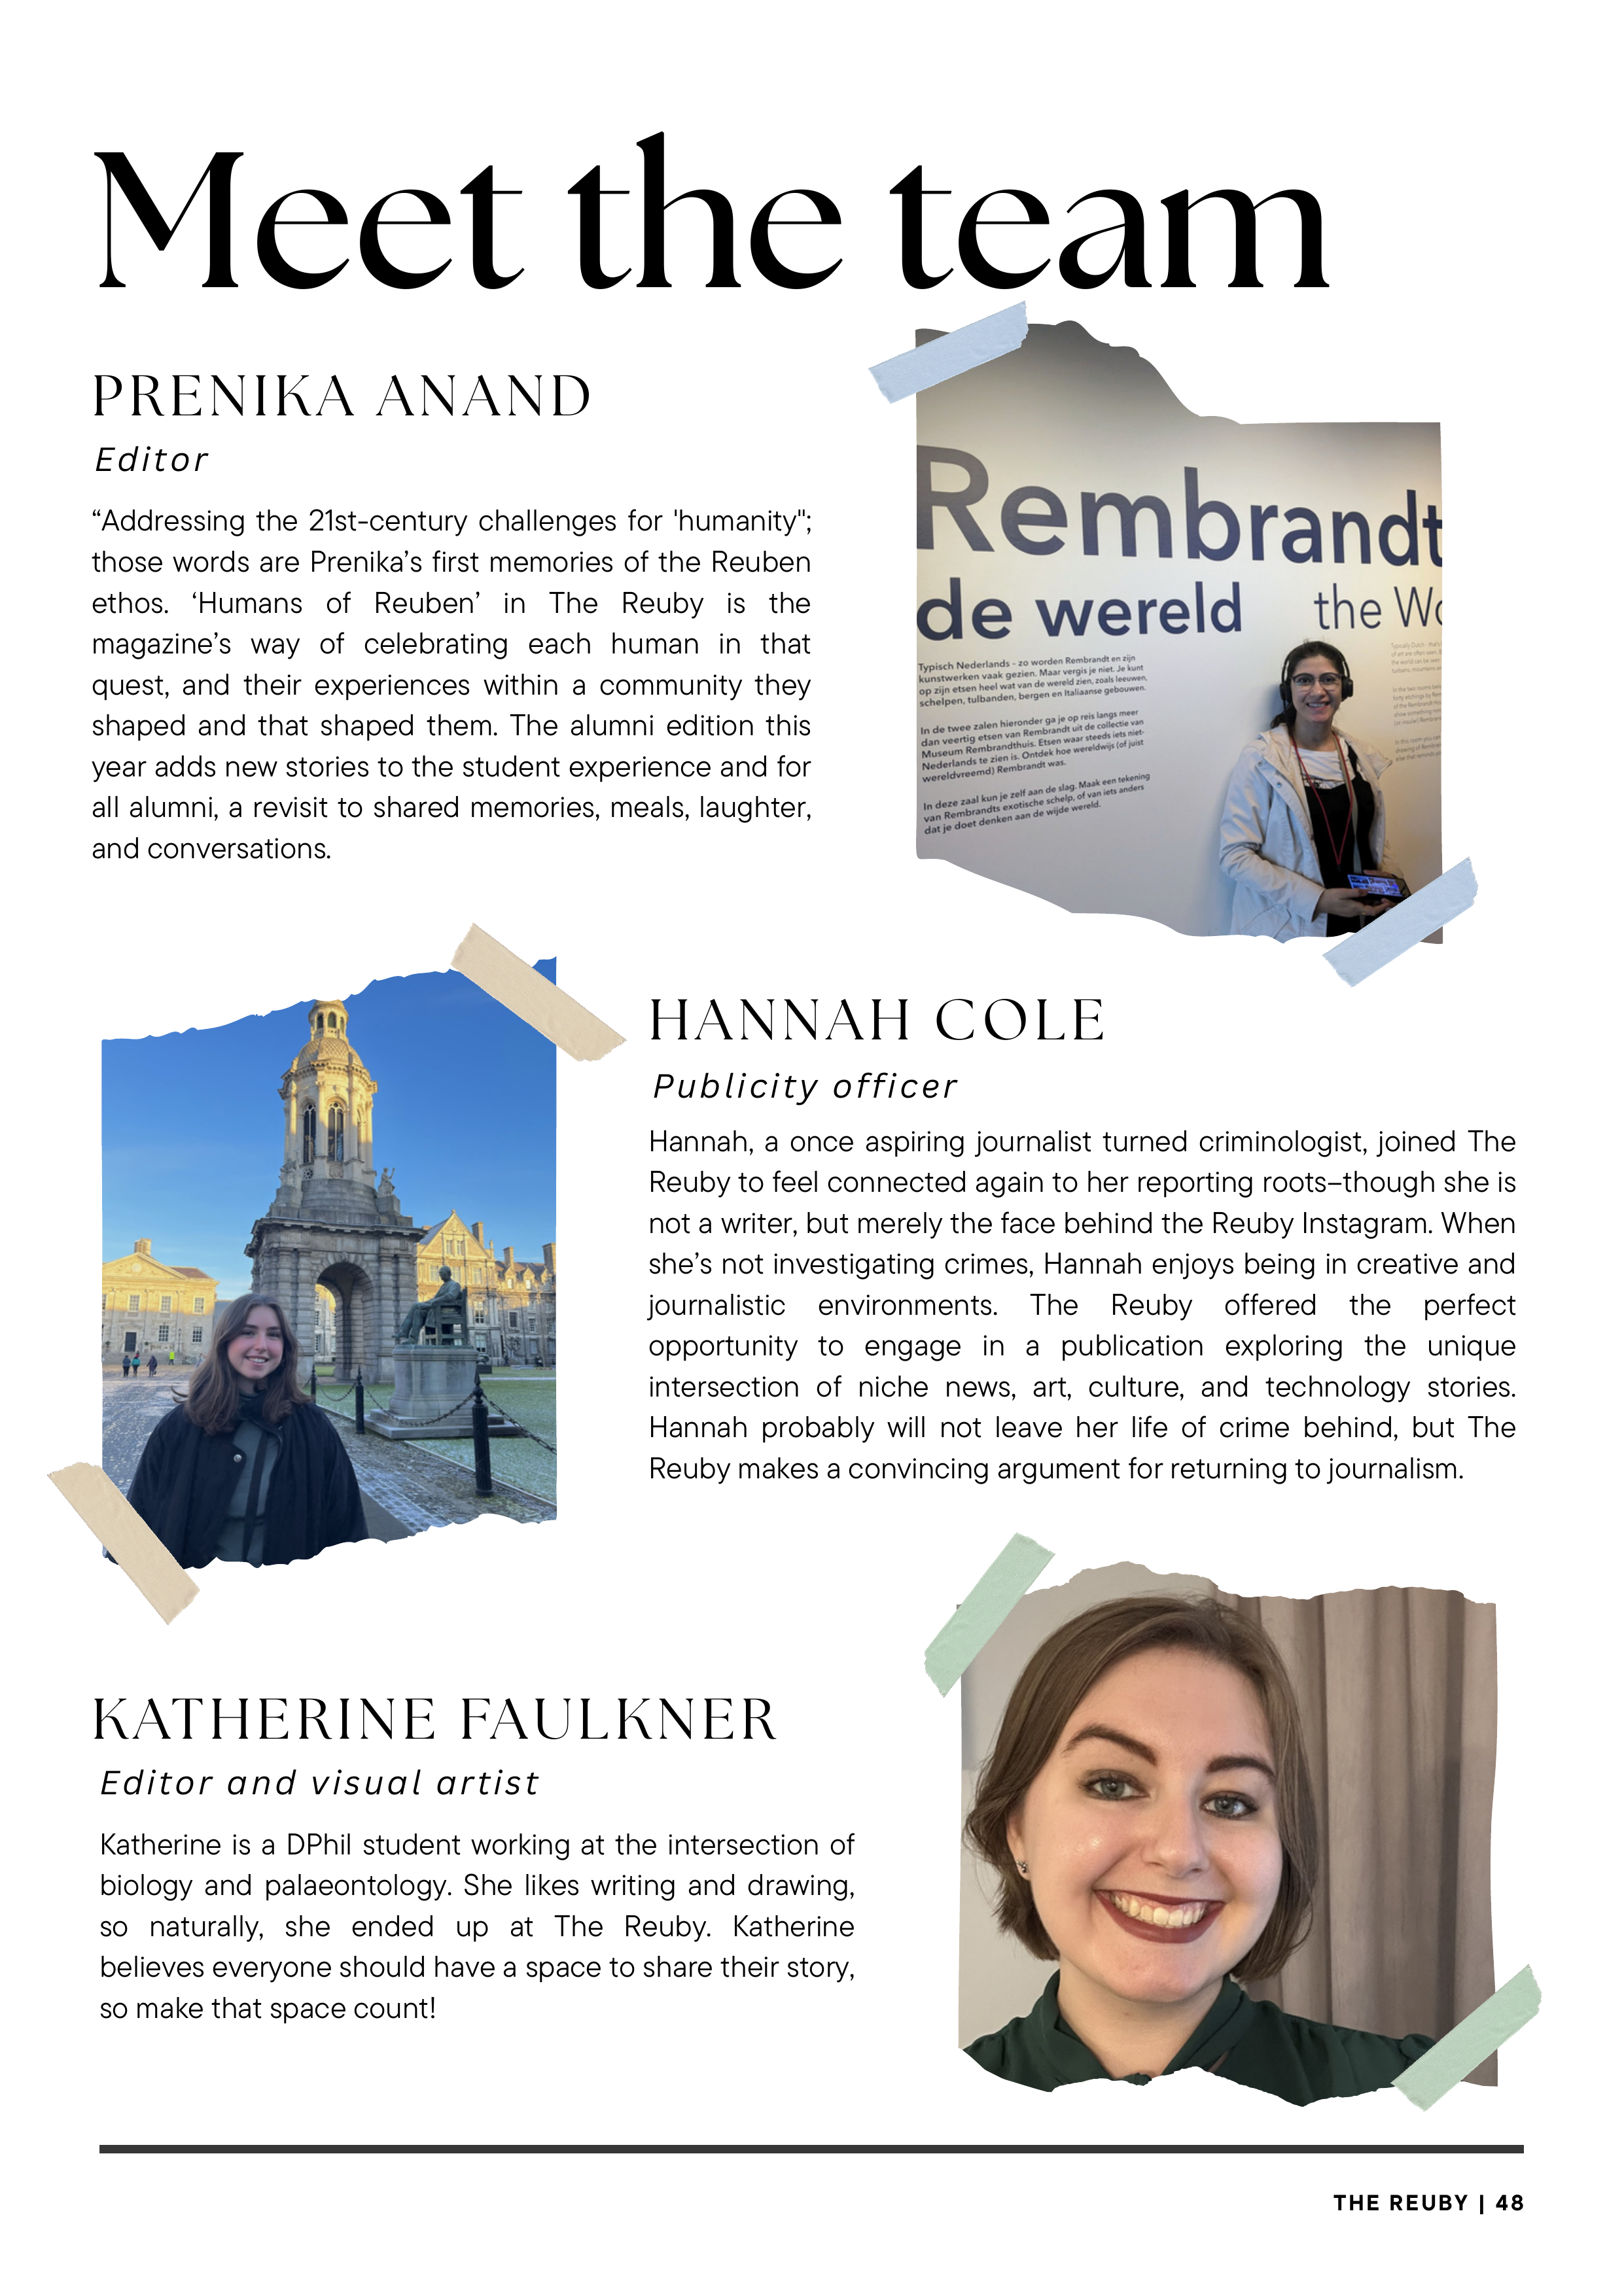 Meet the team
PRENIKA ANAND
Editor
“Addressing the 21st-century challenges for 'humanity";
those words are Prenika’s first memories of the Reuben
ethos. ‘Humans of Reuben’ in The Reuby is the
magazine’s way of celebrating each human in that
quest, and their experiences within a community they
shaped and that shaped them. The alumni edition this
year adds new stories to the student experience and for
all alumni, a revisit to shared memories, meals, laughter,
and conversations.
Rembrandt
de wereld the Wo
Typisch Nederlands - zo worden Rembrandt en zijn
kunstwerken vaak gezien. Maar vergis je niet. Je kunt
op zijn etsen heel wat van de wereld zien, zoals leeuwen,
schelpen, tulbanden, bergen en Italiaanse gebouwen.
In de twee zalen hieronder ga je op reis langs meer
dan veertig etsen van Rembrandt uit de collectie van
Museum Rembrandthuis. Etsen waar steeds iets niet-
Nederlands te zien is. Ontdek hoe wereldwijs (of juist
wereldvreemd) Rembrandt was.
In deze zaal kun je zelf aan de slag. Maak een tekening
van Rembrandts exotische schelp, of van iets anders
dat je doet denken aan de wijde wereld.
HANNAH COLE
Publicity officer
Hannah, a once aspiring journalist turned criminologist, joined The
Reuby to feel connected again to her reporting roots–though she is
not a writer, but merely the face behind the Reuby Instagram. When
she’s not investigating crimes, Hannah enjoys being in creative and
journalistic environments. The Reuby offered the perfect
opportunity to engage in a publication exploring the unique
intersection of niche news, art, culture, and technology stories.
Hannah probably will not leave her life of crime behind, but The
Reuby makes a convincing argument for returning to journalism.
KATHERINE FAULKNER
Editor and visual artist
Katherine is a DPhil student working at the intersection of
biology and palaeontology. She likes writing and drawing,
so naturally, she ended up at The Reuby. Katherine
believes everyone should have a space to share their story,
so make that space count!
THE REUBY | 48